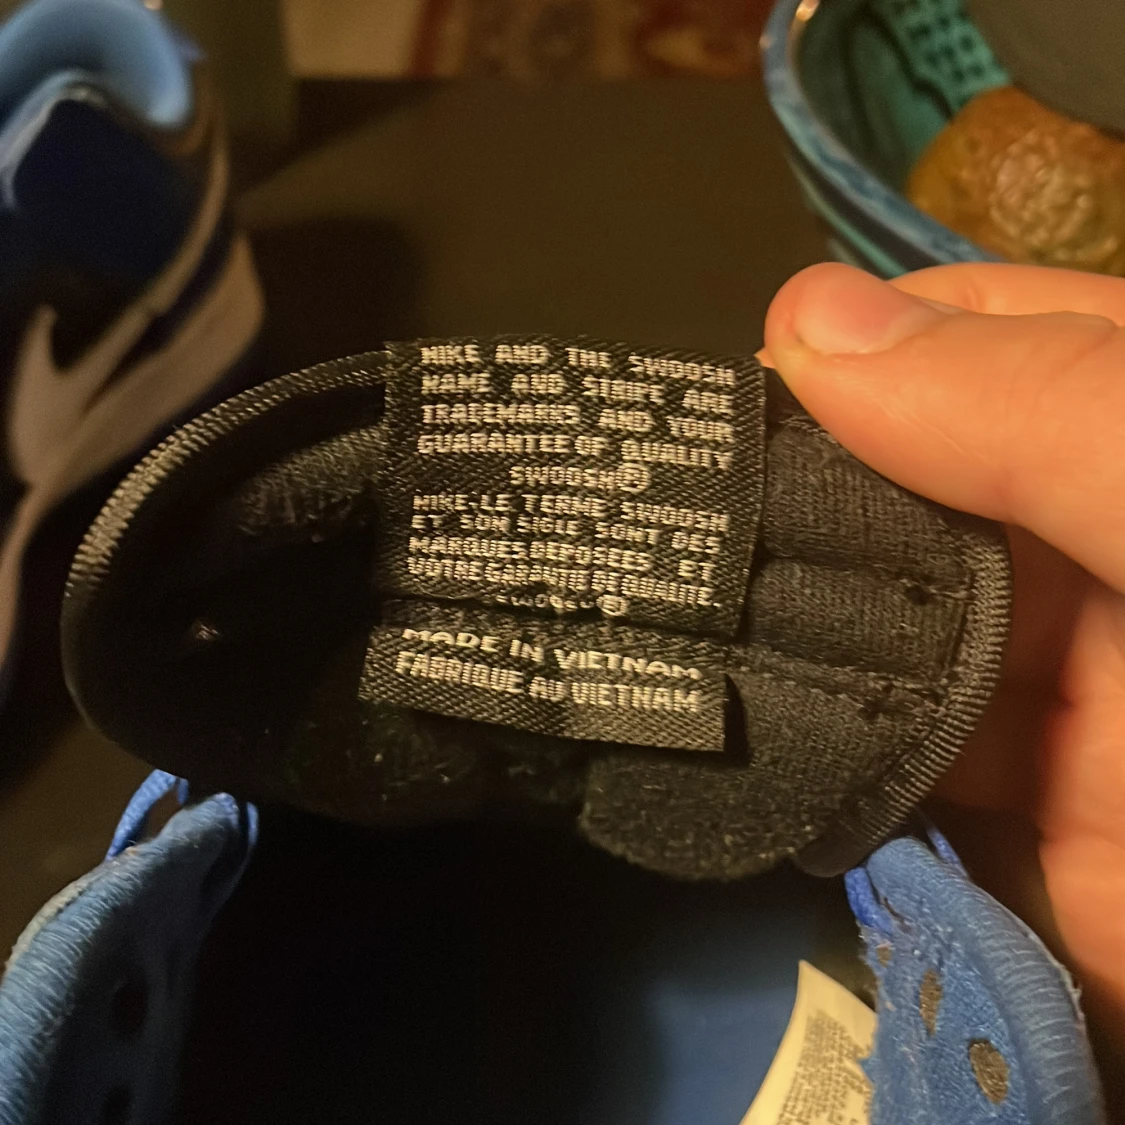 NIKE AND THE SWOOSH
NAME AND STRIPE ARE
TRADEMARKS AND YOUR
GUARANTEE OF QUALITY
SWOOSH®
NIKE, LE TERME SWOOSH
ET SON SIGLE SONT DES
MARQUES DEPOSEES ET
VOTRE GARANTIE DE QUALITE.
MADE IN VIETNAM
FABRIQUE AU VIETNAM